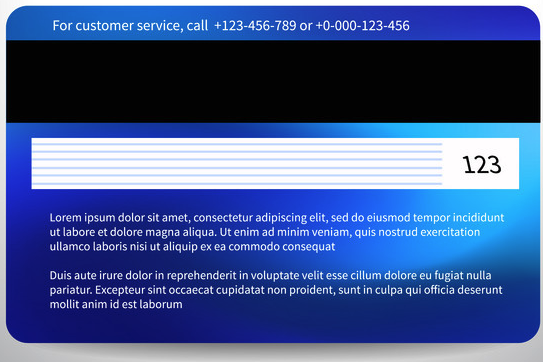 For customer service, call +123-456-789 or +0-000-123-456
123
Lorem ipsum dolor sit amet, consectetur adipiscing elit, sed do eiusmod tempor incididunt
ut labore et dolore magna aliqua. Ut enim ad minim veniam, quis nostrud exercitation
ullamco laboris nisi ut aliquip ex ea commodo consequat
Duis aute irure dolor in reprehenderit in voluptate velit esse cillum dolore eu fugiat nulla
pariatur. Excepteur sint occaecat cupidatat non proident, sunt in culpa qui officia deserunt
mollit anim id est laborum